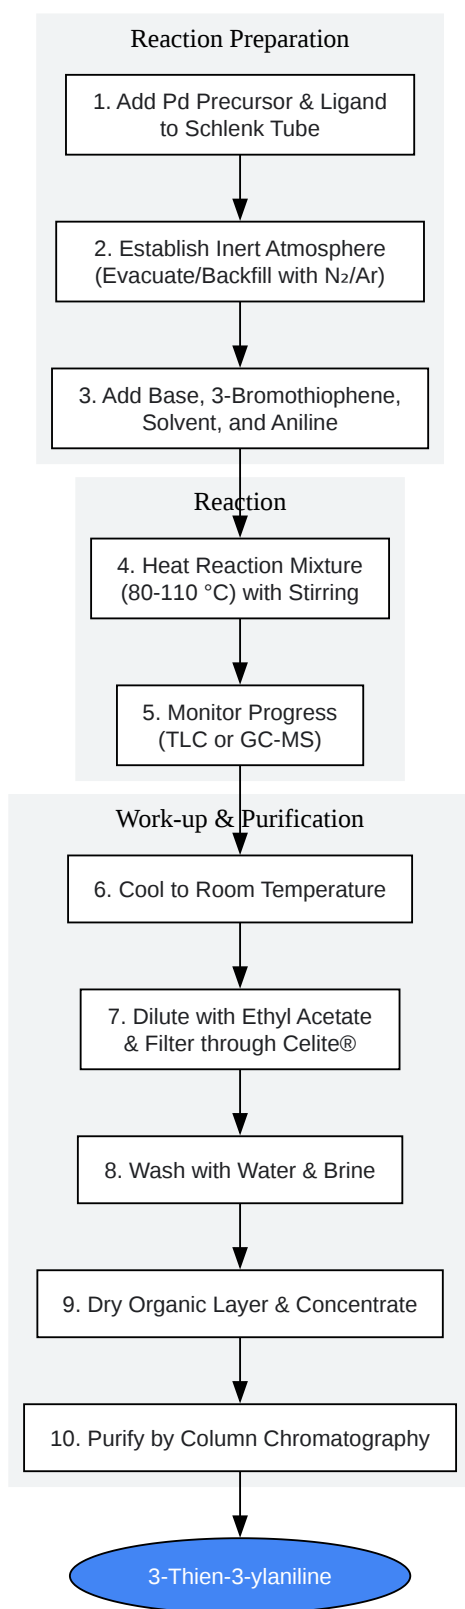 Reaction Preparation
1. Add Pd Precursor & Ligand
to Schlenk Tube
2. Establish Inert Atmosphere
(Evacuate/Backfill with N₂/Ar)
3. Add Base, 3-Bromothiophene,
Solvent, and Aniline
Reaction
4. Heat Reaction Mixture
(80-110 °C) with Stirring
5. Monitor Progress
(TLC or GC-MS)
Work-up & Purification
6. Cool to Room Temperature
7. Dilute with Ethyl Acetate
& Filter through Celite®
8. Wash with Water & Brine
9. Dry Organic Layer & Concentrate
10. Purify by Column Chromatography
3-Thien-3-ylaniline